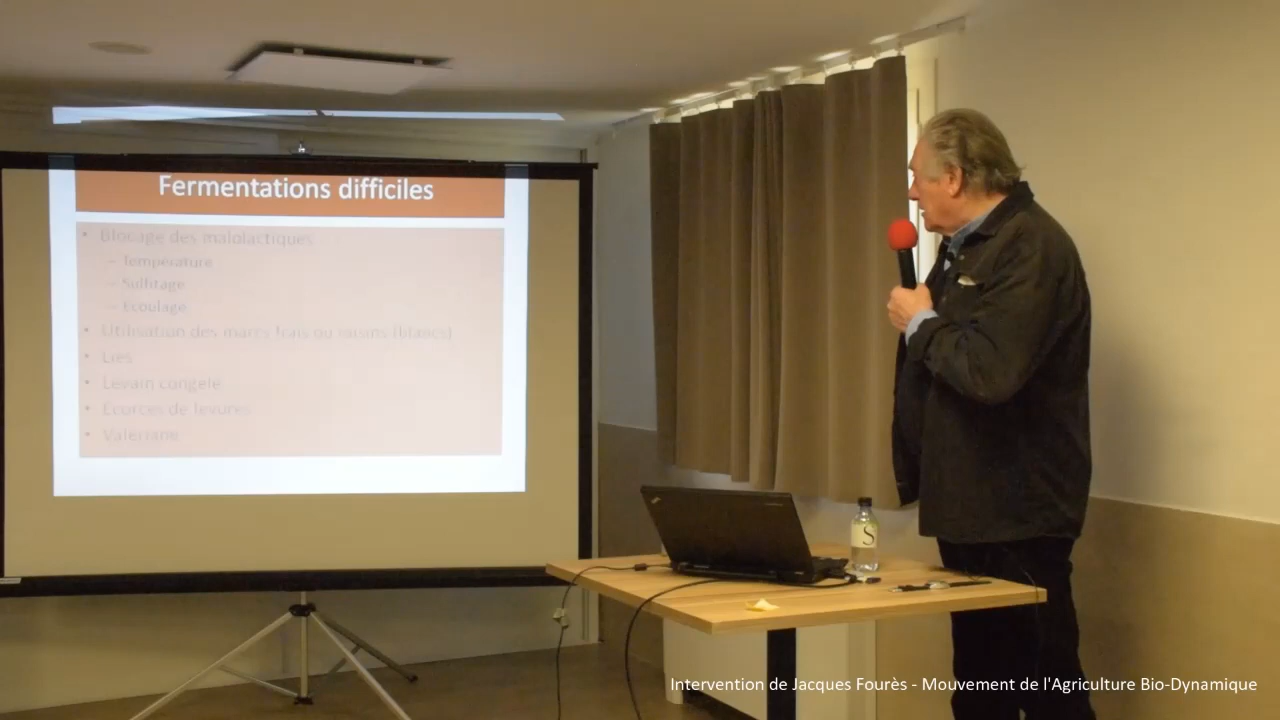 Fermentations difficiles
• Blocage des malolactiques
– Température
– Sulfitage
– Ecoulage
• Utilisation des marcs frais ou raisins (blancs)
• Lies
• Levain congelé
• Ecorces de levures
• Valériane
S
Intervention de Jacques Fourès - Mouvement de l'Agriculture Bio-Dynamique